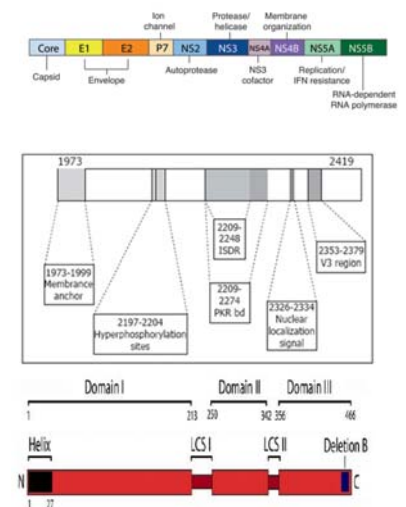 Ion channel
Protease/ helicase
Membrane organization
Core
E1
E2
P7
NS2
NS3
NS4A
NS4B
NS5A
NS5B
Capsid
Envelope
Autoprotease
NS3 cofactor
Replication/ IFN resistance
RNA-dependent RNA polymerase
1973
2419
2209-
2248
ISDR
2353-2379
V3 region
1973-1999
Membrance
anchor
2209-
2274
PKR bd
2197-2204
Hyperphosphorylation
sites
2326-2334
Nuclear
localization
signal
Domain I
Domain II
Domain III
1
213
250
342
356
466
Helix
LCS I
LCS II
Deletion B
N
C
1
27